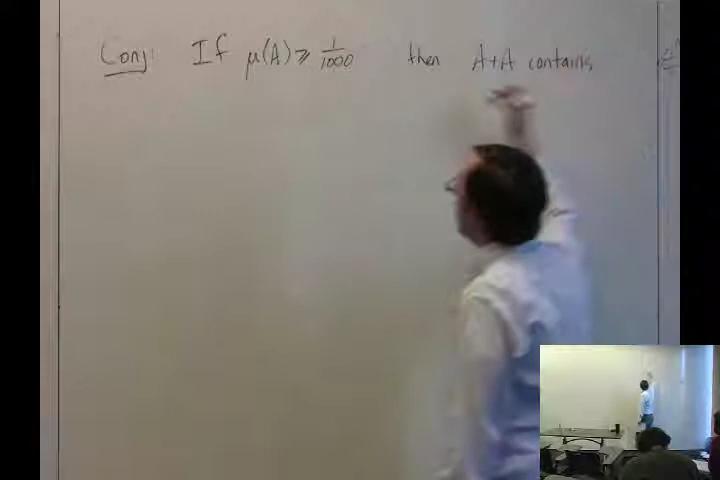 Conj: If μ(A) ⩾ 1/1000 then A+A contains